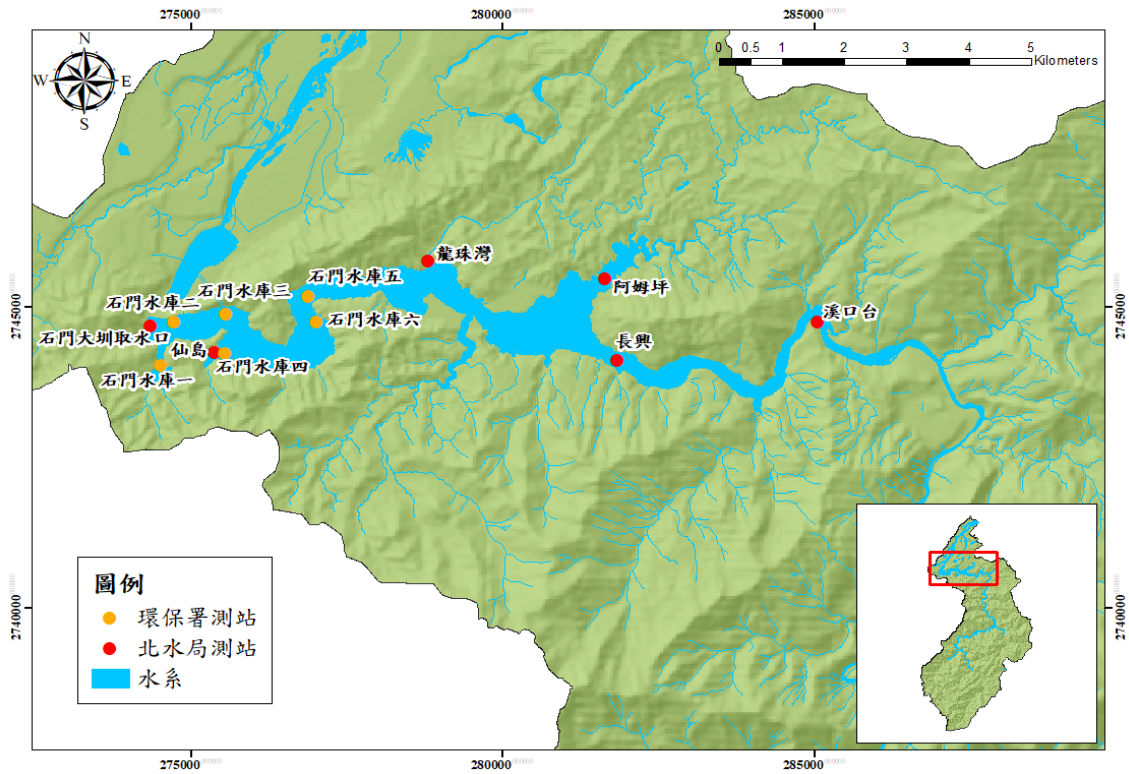 275000 280000 285000
N
W E
S
0 0.5 1 2 3 4 5
Kilometers
龍珠灣
石門水庫五
阿姆坪
石門水庫三
石門水庫二
石門水庫六
溪口台
石門大圳取水口
仙島
長興
石門水庫四
石門水庫一
2745000 2745000
圖例
環保署測站
北水局測站
水系
2740000 2740000
275000 280000 285000